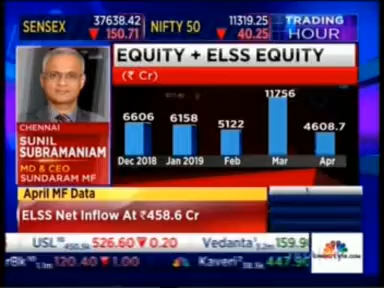 SENSEX 37638.42 ▼ 150.71 NIFTY 50 11319.25 ▼ 40.25 TRADING HOUR
EQUITY + ELSS EQUITY
(₹ Cr)
11756
6606 6158 5122 4608.7
Dec 2018 Jan 2019 Feb Mar Apr
CHENNAI
SUNIL
SUBRAMANIAM
MD & CEO
SUNDARAM MF
April MF Data
ELSS Net Inflow At ₹458.6 Cr
USL 526.60 ▼ 0.20 Vedanta 159.9
120.40 ▼ 1.00 Kaveri 447.90